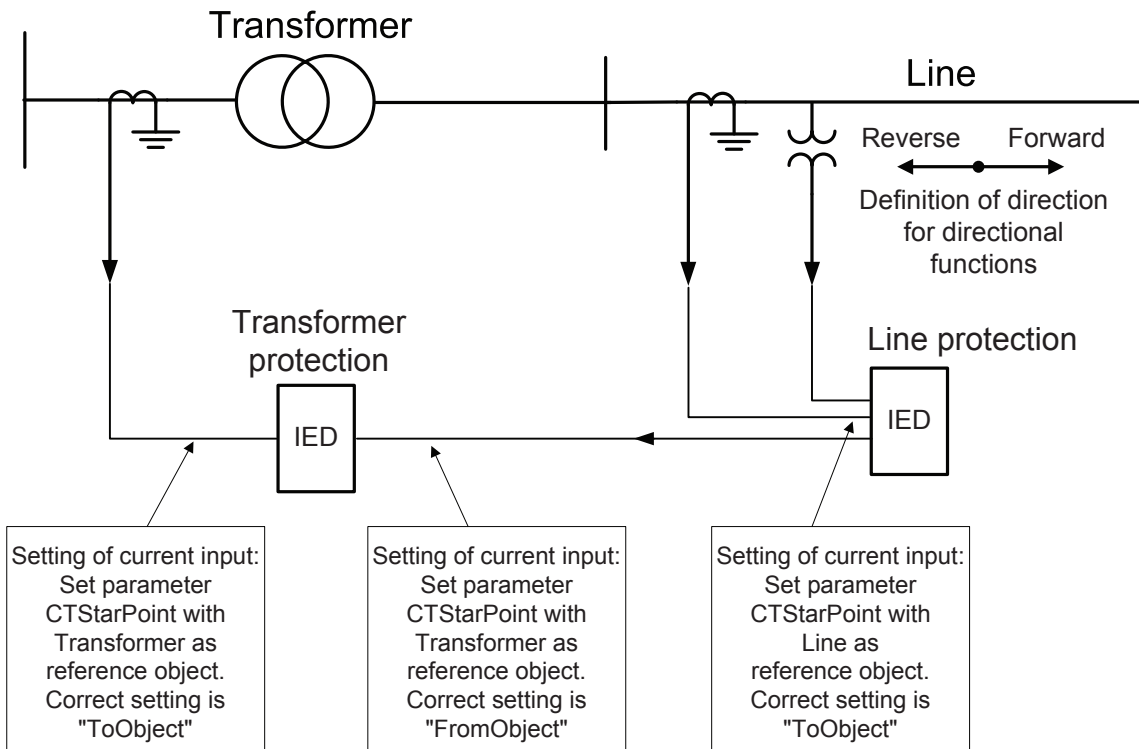 Transformer
Line
Reverse
Forward
Definition of direction
for directional
functions
Transformer
protection
Line protection
IED
IED
Setting of current input:
Set parameter
CTStarPoint with
Transformer as
reference object.
Correct setting is
"ToObject"
Setting of current input:
Set parameter
CTStarPoint with
Transformer as
reference object.
Correct setting is
"FromObject"
Setting of current input:
Set parameter
CTStarPoint with
Line as
reference object.
Correct setting is
"ToObject"